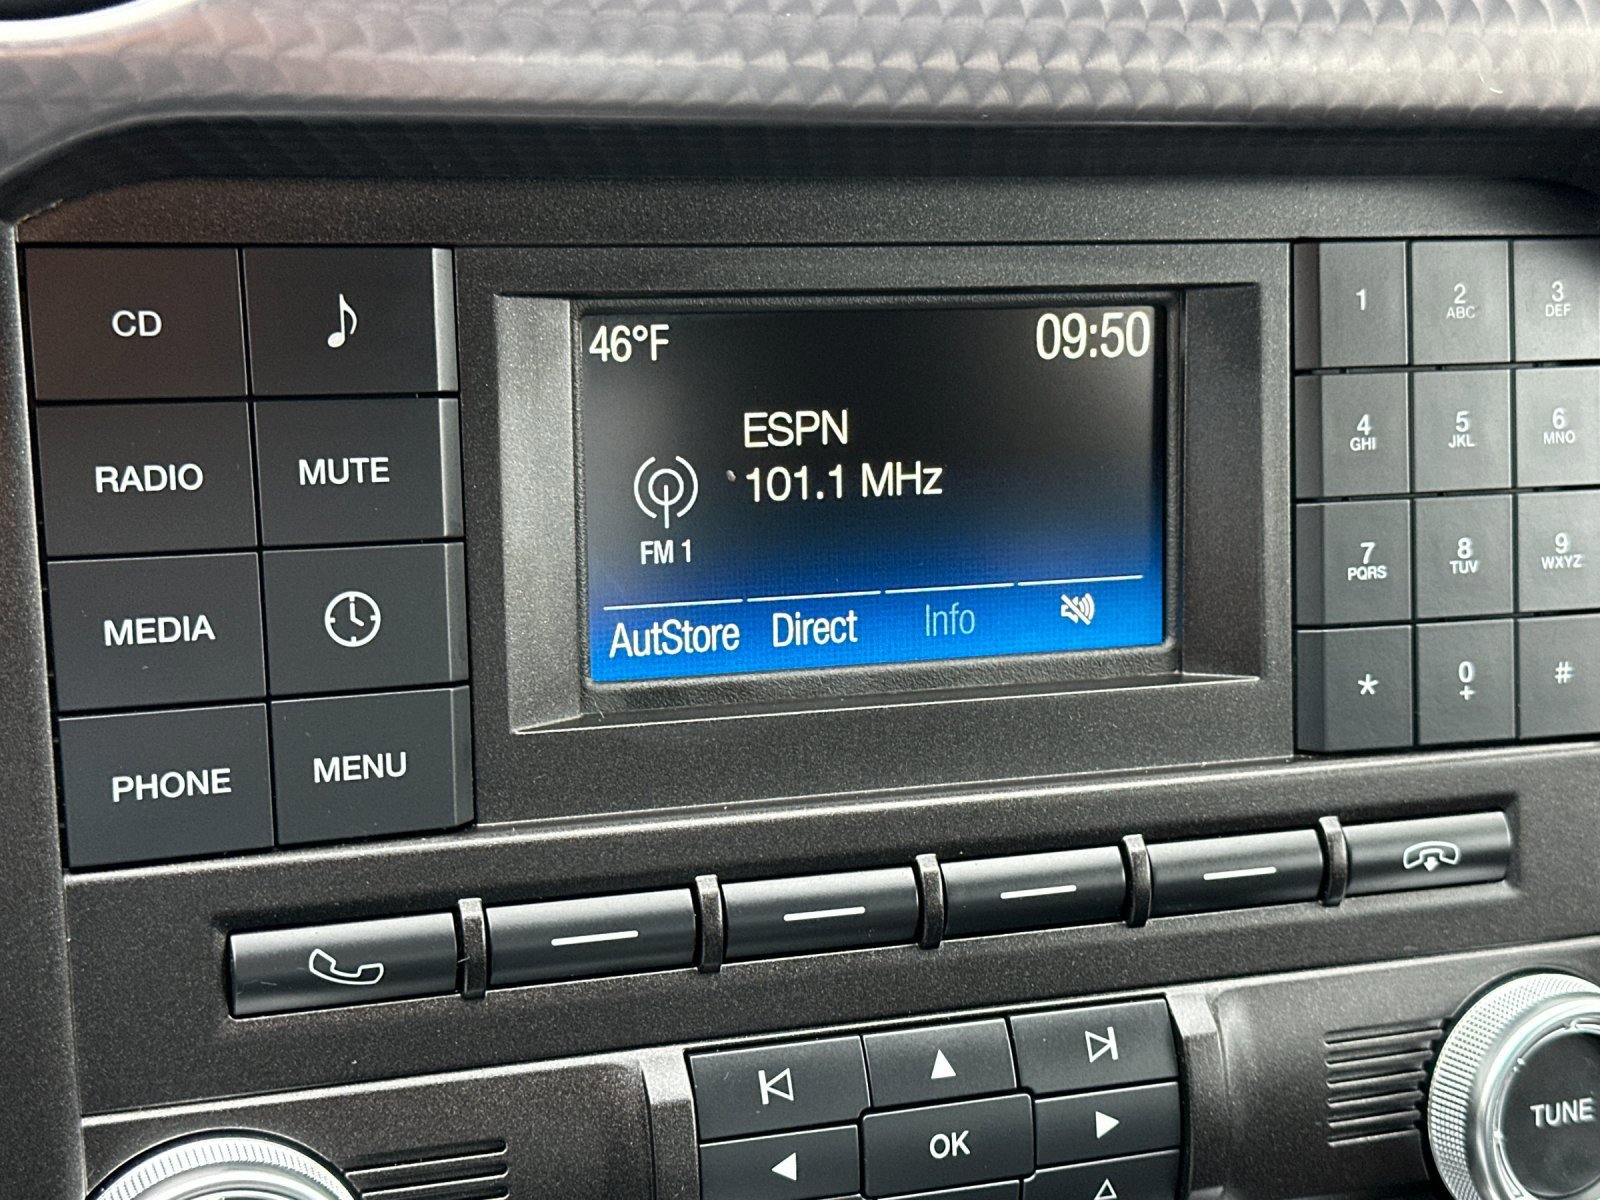 46°F 09:50
ESPN
101.1 MHz
FM 1
AutStore Direct Info
CD
RADIO MUTE
MEDIA
PHONE MENU
1 2 ABC 3 DEF
4 GHI 5 JKL 6 MNO
7 PQRS 8 TUV 9 WXYZ
* 0 + #
OK
TUNE